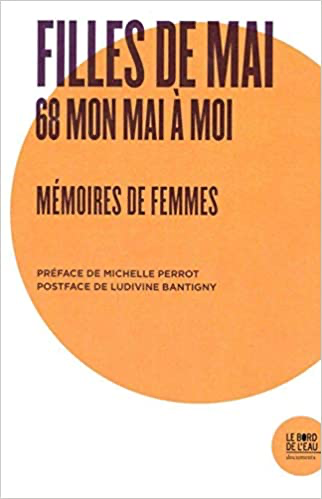 FILLES DE MAI
68 MON MAI À MOI
MÉMOIRES DE FEMMES
PRÉFACE DE MICHELLE PERROT
POSTFACE DE LUDIVINE BANTIGNY
LE BORD
DE L'EAU
documents